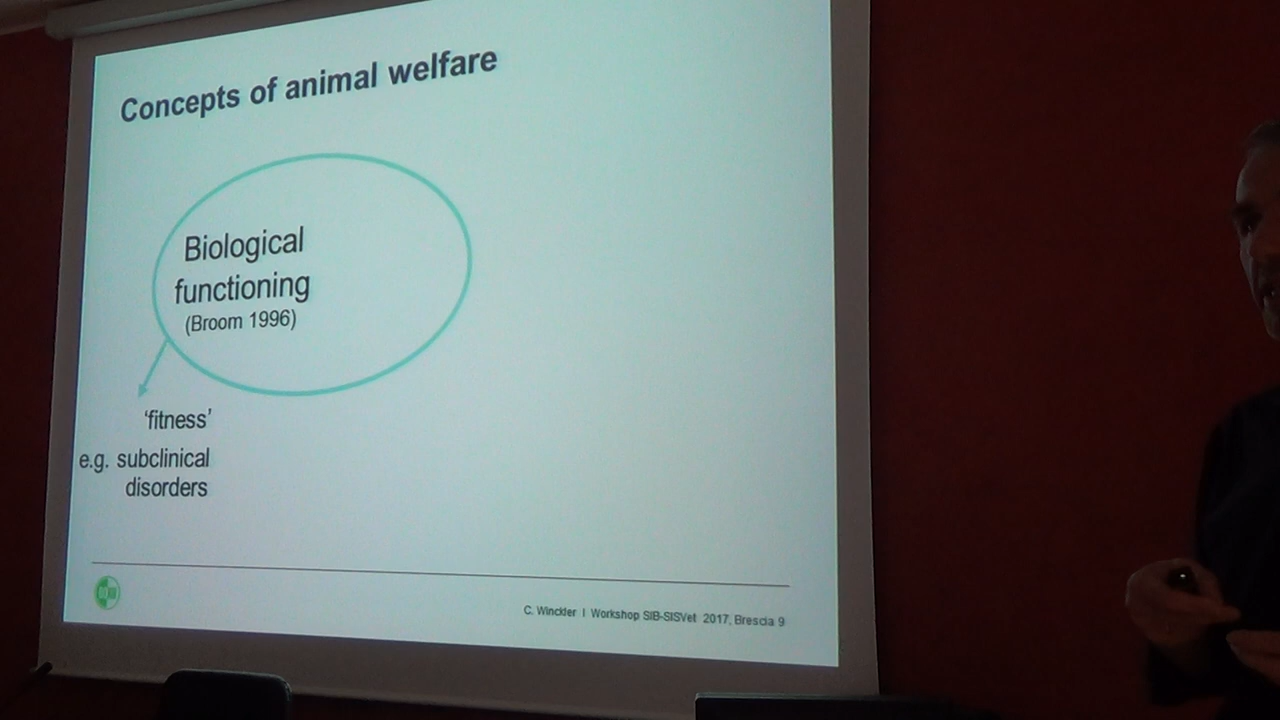 Concepts of animal welfare
Biological
functioning
(Broom 1996)
‘fitness’
e.g. subclinical
disorders
C. Winckler I Workshop SIB-SISVet 2017, Brescia 9